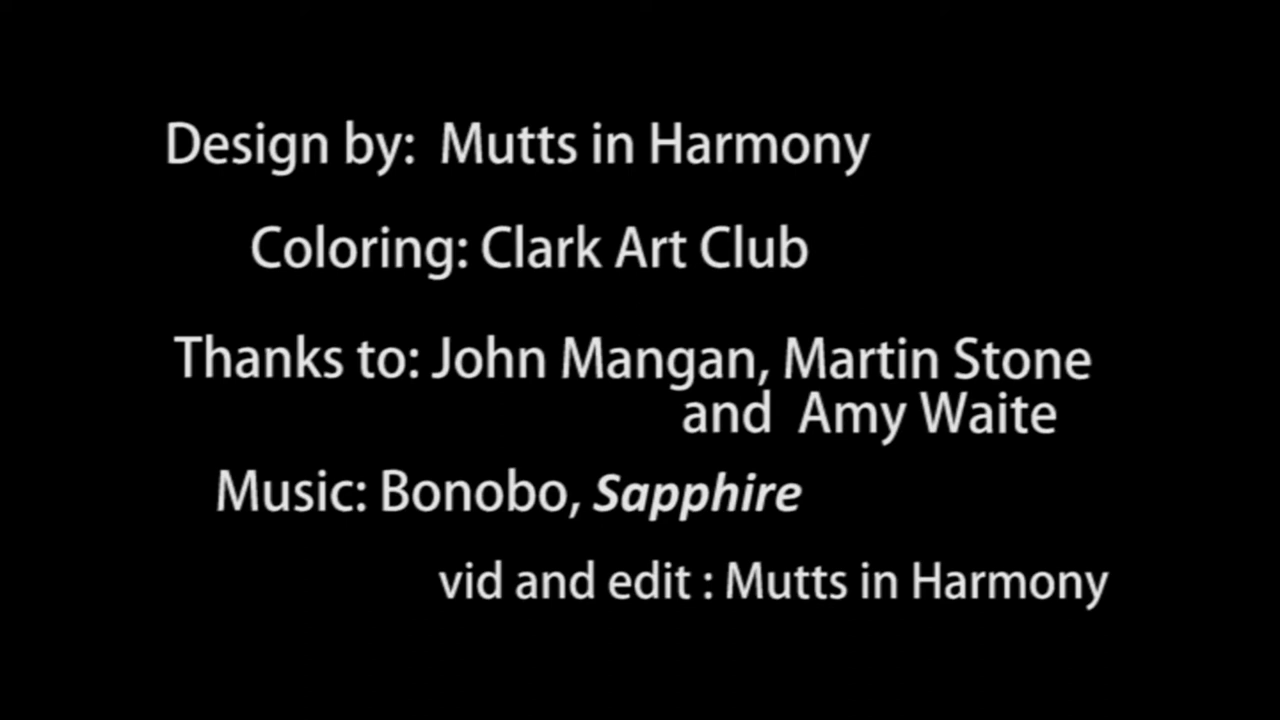 Design by: Mutts in Harmony
Coloring: Clark Art Club
Thanks to: John Mangan, Martin Stone
and Amy Waite
Music: Bonobo, Sapphire
vid and edit : Mutts in Harmony